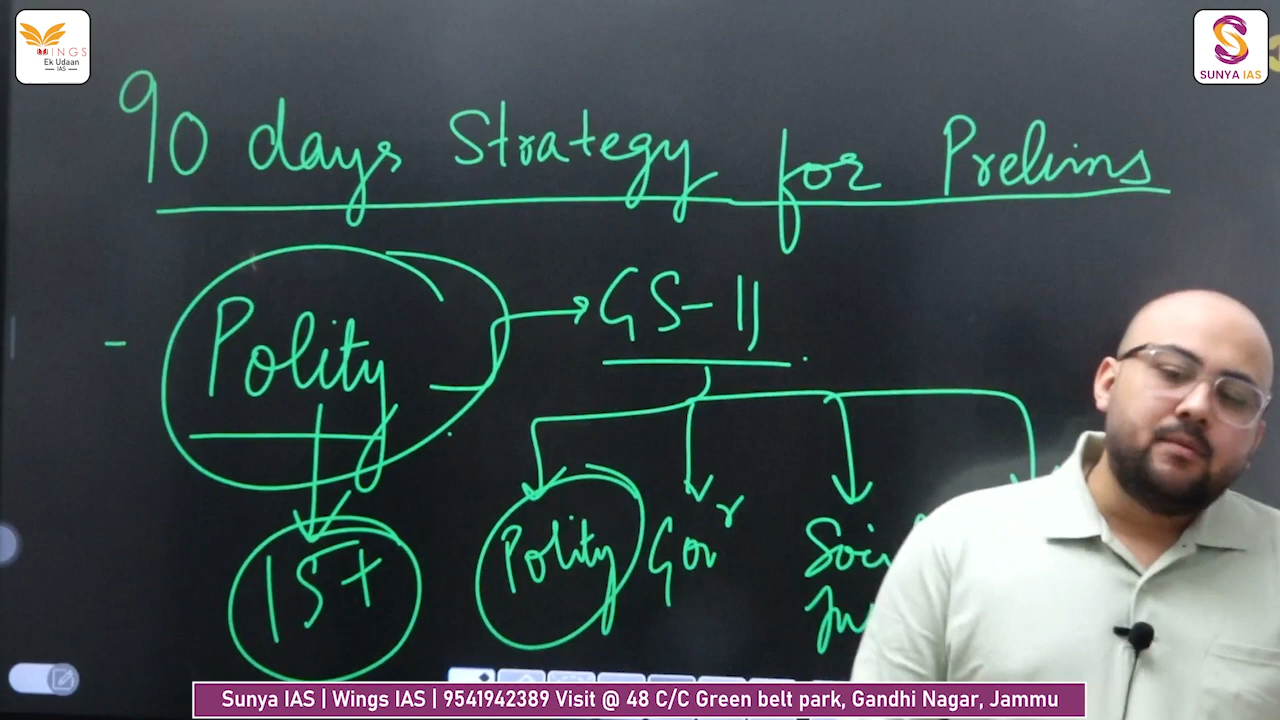 WINGS
Ek Udaan
IAS
SUNYA IAS
90 days Strategy for Prelims
GS-II
- Polity
15+
Polity Gov
Sunya IAS | Wings IAS | 9541942389 Visit @ 48 C/C Green belt park, Gandhi Nagar, Jammu